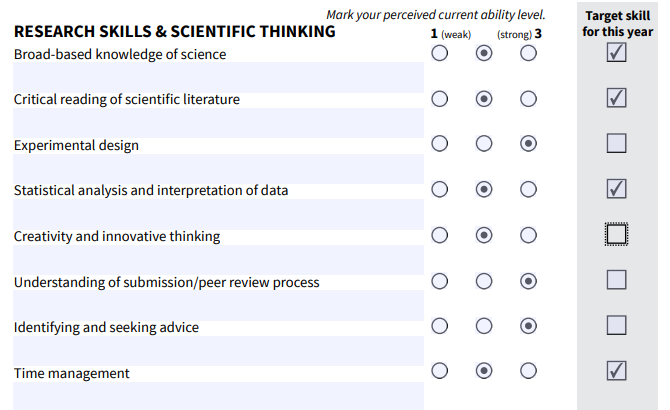 Mark your perceived current ability level.
Target skill
for this year
RESEARCH SKILLS & SCIENTIFIC THINKING
1 (weak) (strong) 3
Broad-based knowledge of science
Critical reading of scientific literature
Experimental design
Statistical analysis and interpretation of data
Creativity and innovative thinking
Understanding of submission/peer review process
Identifying and seeking advice
Time management